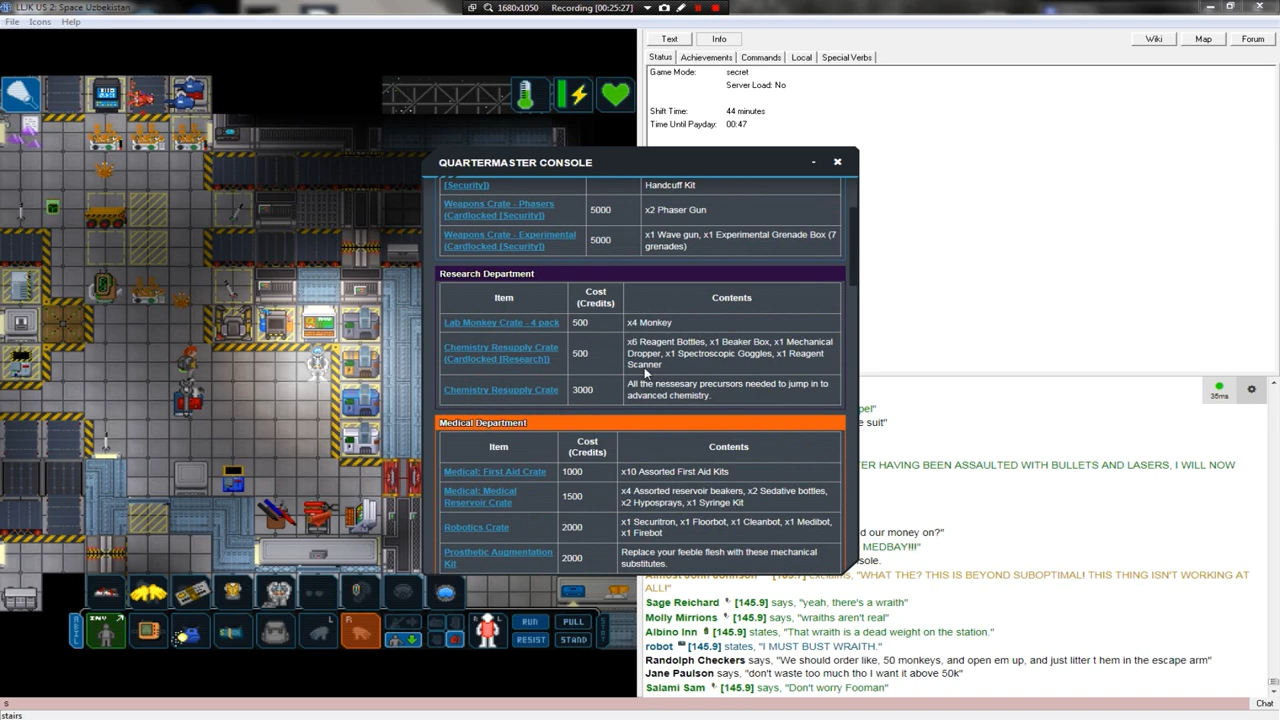 LLJK US 2: Space Uzbekistan
1680x1050 Recording [00:25:27]
File Icons Help
Text Info Wiki Map Forum
Status Achievements Commands Local Special Verbs
Game Mode: secret
Server Load: No
Shift Time: 44 minutes
Time Until Payday: 00:47
QUARTERMASTER CONSOLE - x
[Security]) Handcuff Kit
Weapons Crate - Phasers (Cardlocked [Security]) 5000 x2 Phaser Gun
Weapons Crate - Experimental (Cardlocked [Security]) 5000 x1 Wave gun, x1 Experimental Grenade Box (7 grenades)
Research Department
Item Cost (Credits) Contents
Lab Monkey Crate - 4 pack 500 x4 Monkey
Chemistry Resupply Crate (Cardlocked [Research]) 500 x6 Reagent Bottles, x1 Beaker Box, x1 Mechanical Dropper, x1 Spectroscopic Goggles, x1 Reagent Scanner
Chemistry Resupply Crate 3000 All the nessesary precursors needed to jump in to advanced chemistry.
Medical Department
Item Cost (Credits) Contents
Medical: First Aid Crate 1000 x10 Assorted First Aid Kits
Medical: Medical Reservoir Crate 1500 x4 Assorted reservoir beakers, x2 Sedative bottles, x2 Hyposprays, x1 Syringe Kit
Robotics Crate 2000 x1 Securitron, x1 Floorbot, x1 Cleanbot, x1 Medibot, x1 Firebot
Prosthetic Augmentation Kit 2000 Replace your feeble flesh with these mechanical substitutes.
35ms
pel"
e suit"
ER HAVING BEEN ASSAULTED WITH BULLETS AND LASERS, I WILL NOW
d our money on?"
MEDBAY!!!"
sole.
Almost John Johnson [145.7] exclaims, "WHAT THE? THIS IS BEYOND SUBOPTIMAL! THIS THING ISN'T WORKING AT ALL!"
Sage Reichard [145.9] says, "yeah, there's a wraith"
Molly Mirrions [145.9] says, "wraiths aren't real"
Albino Inn [145.9] states, "That wraith is a dead weight on the station."
robot [145.9] states, "I MUST BUST WRAITH."
Randolph Checkers says, "We should order like, 50 monkeys, and open em up, and just litter t hem in the escape arm"
Jane Paulson says, "don't waste too much tho I want it above 50k"
Salami Sam [145.9] says, "Don't worry Fooman"
INV R L RUN PULL
RESIST STAND
s Chat
stairs